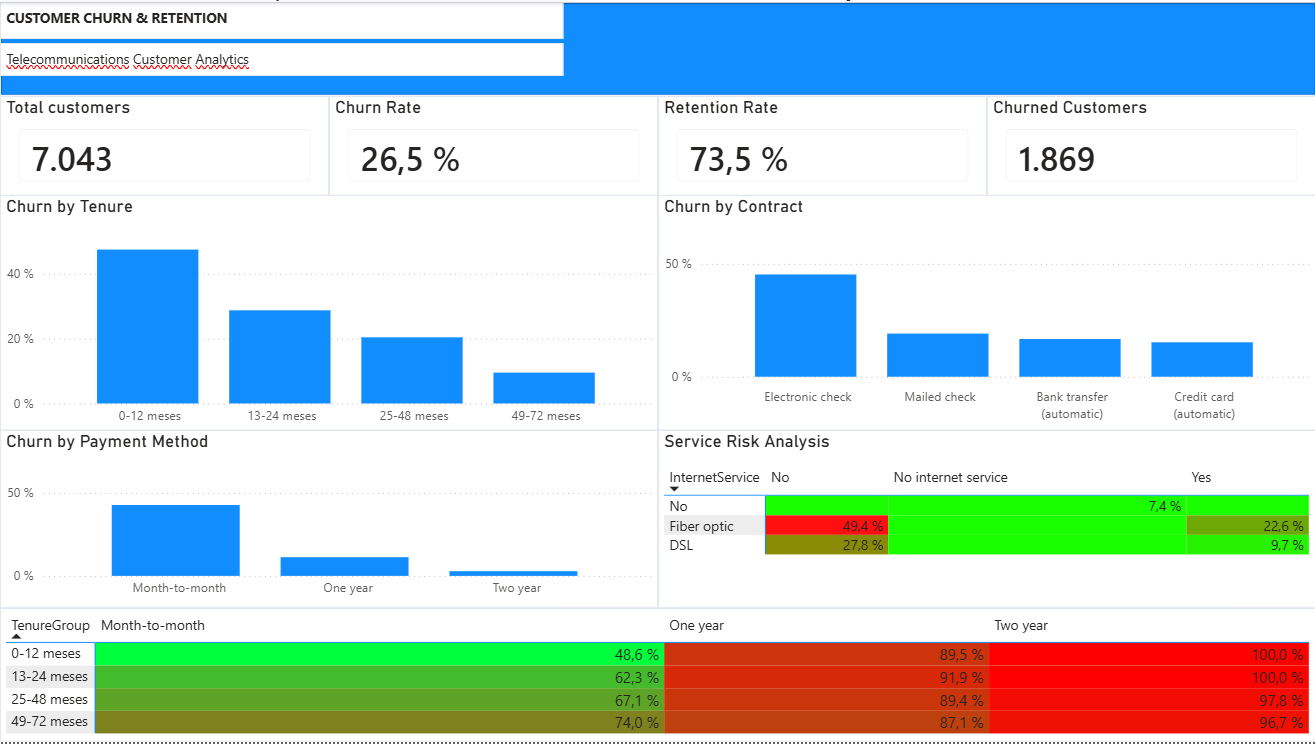 CUSTOMER CHURN & RETENTION
Telecommunications Customer Analytics
Total customers
7.043
Churn Rate
26,5 %
Retention Rate
73,5 %
Churned Customers
1.869
Churn by Tenure
40 %
20 %
0 %
0-12 meses 13-24 meses 25-48 meses 49-72 meses
Churn by Contract
50 %
0 %
Electronic check Mailed check Bank transfer Credit card
(automatic) (automatic)
Churn by Payment Method
50 %
0 %
Month-to-month One year Two year
Service Risk Analysis
InternetService No No internet service Yes
No 7,4 %
Fiber optic 49,4 % 22,6 %
DSL 27,8 % 9,7 %
TenureGroup Month-to-month One year Two year
0-12 meses 48,6 % 89,5 % 100,0 %
13-24 meses 62,3 % 91,9 % 100,0 %
25-48 meses 67,1 % 89,4 % 97,8 %
49-72 meses 74,0 % 87,1 % 96,7 %